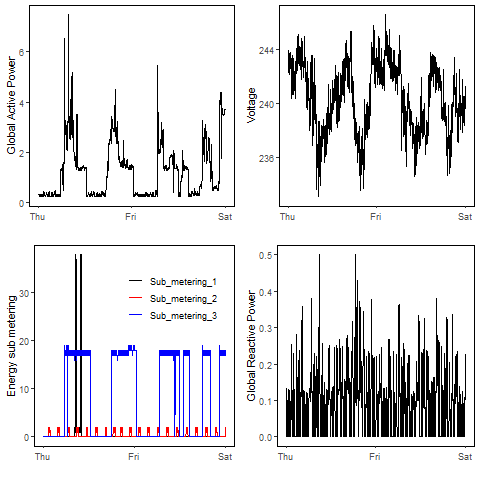 Global Active Power
6
4
2
0
Thu
Fri
Sat
Voltage
244
240
236
Thu
Fri
Sat
Energy sub metering
30
20
10
0
Sub_metering_1
Sub_metering_2
Sub_metering_3
Thu
Fri
Sat
Global Reactive Power
0.5
0.4
0.3
0.2
0.1
0.0
Thu
Fri
Sat